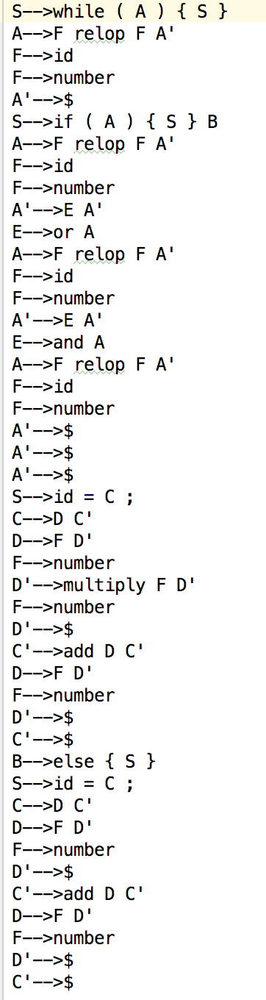 S-->while ( A ) { S }
A-->F relop F A'
F-->id
F-->number
A'-->$
S-->if ( A ) { S } B
A-->F relop F A'
F-->id
F-->number
A'-->E A'
E-->or A
A-->F relop F A'
F-->id
F-->number
A'-->E A'
E-->and A
A-->F relop F A'
F-->id
F-->number
A'-->$
A'-->$
A'-->$
S-->id = C ;
C-->D C'
D-->F D'
F-->number
D'-->multiply F D'
F-->number
D'-->$
C'-->add D C'
D-->F D'
F-->number
D'-->$
C'-->$
B-->else { S }
S-->id = C ;
C-->D C'
D-->F D'
F-->number
D'-->$
C'-->add D C'
D-->F D'
F-->number
D'-->$
C'-->$